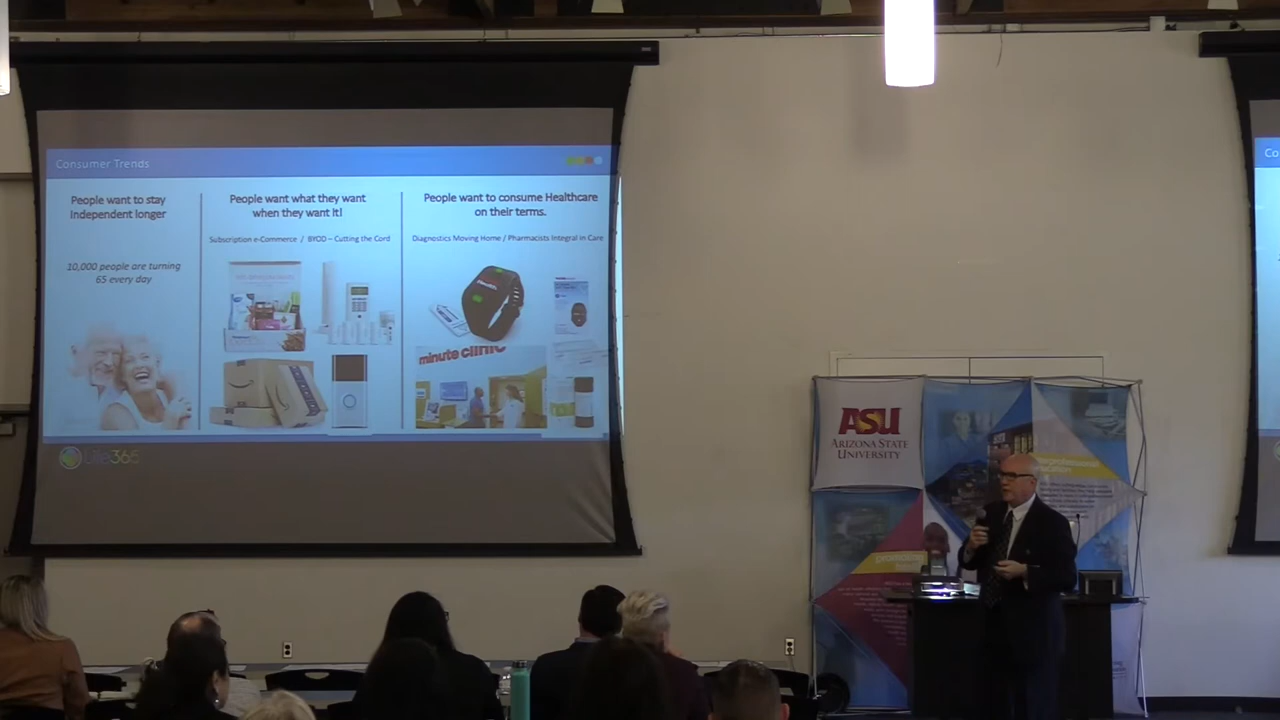 Consumer Trends
People want to stay
Independent longer
10,000 people are turning
65 every day
People want what they want
when they want it!
Subscription e-Commerce / BYOD – Cutting the Cord
People want to consume Healthcare
on their terms.
Diagnostics Moving Home / Pharmacists Integral in Care
minute clinic
Life365
ASU
ARIZONA STATE
UNIVERSITY
Co